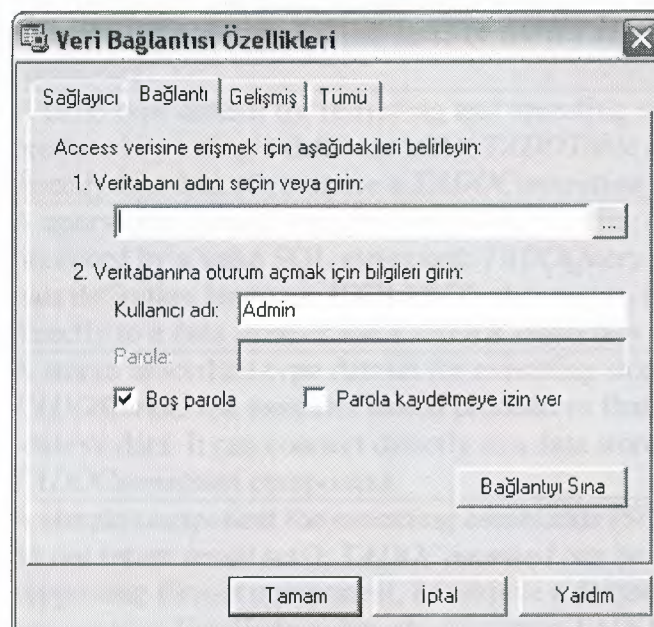 Veri Bağlantısı Özellikleri
Sağlayıcı Bağlantı Gelişmiş Tümü
Access verisine erişmek için aşağıdakileri belirleyin:
1. Veritabanı adını seçin veya girin:
...
2. Veritabanına oturum açmak için bilgileri girin:
Kullanıcı adı: Admin
Parola:
Boş parola Parola kaydetmeye izin ver
Bağlantıyı Sına
Tamam İptal Yardım